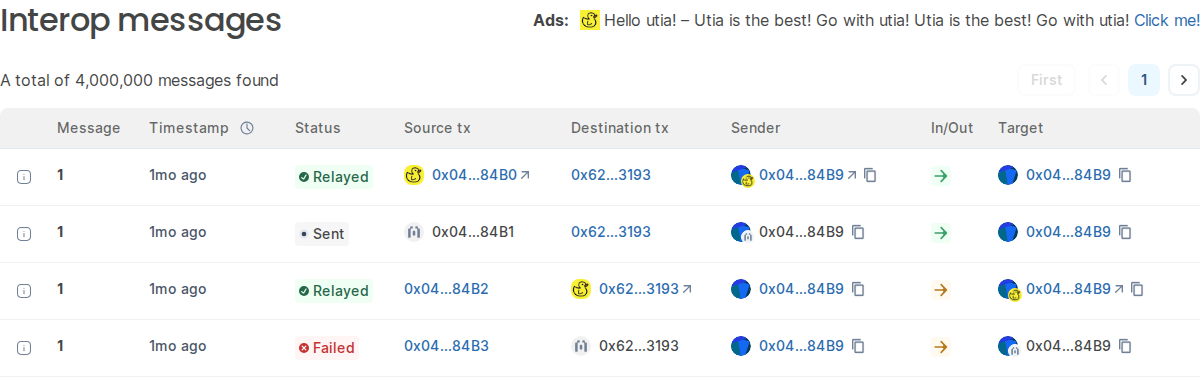 Interop messages
Ads: Hello utia! – Utia is the best! Go with utia! Utia is the best! Go with utia! Click me!
A total of 4,000,000 messages found
First 1
Message Timestamp Status Source tx Destination tx Sender In/Out Target
1 1mo ago Relayed 0x04...84B0 0x62...3193 0x04...84B9 0x04...84B9
1 1mo ago Sent 0x04...84B1 0x62...3193 0x04...84B9 0x04...84B9
1 1mo ago Relayed 0x04...84B2 0x62...3193 0x04...84B9 0x04...84B9
1 1mo ago Failed 0x04...84B3 0x62...3193 0x04...84B9 0x04...84B9